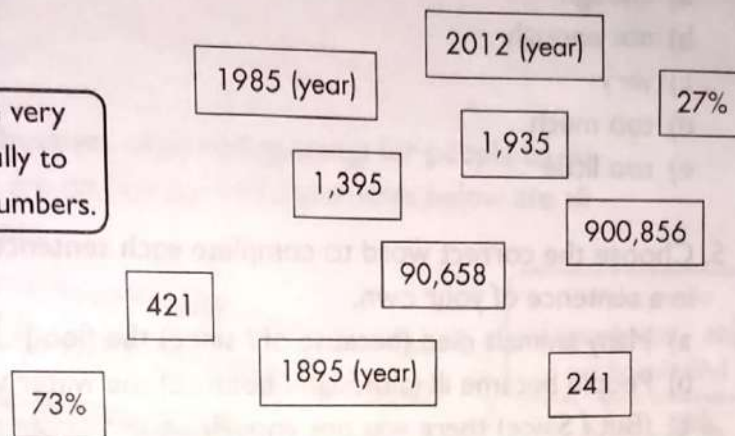 2012 (year)
1985 (year)
27%
very
ally to
umbers.
1,935
1,395
900,856
90,658
421
1895 (year)
241
73%